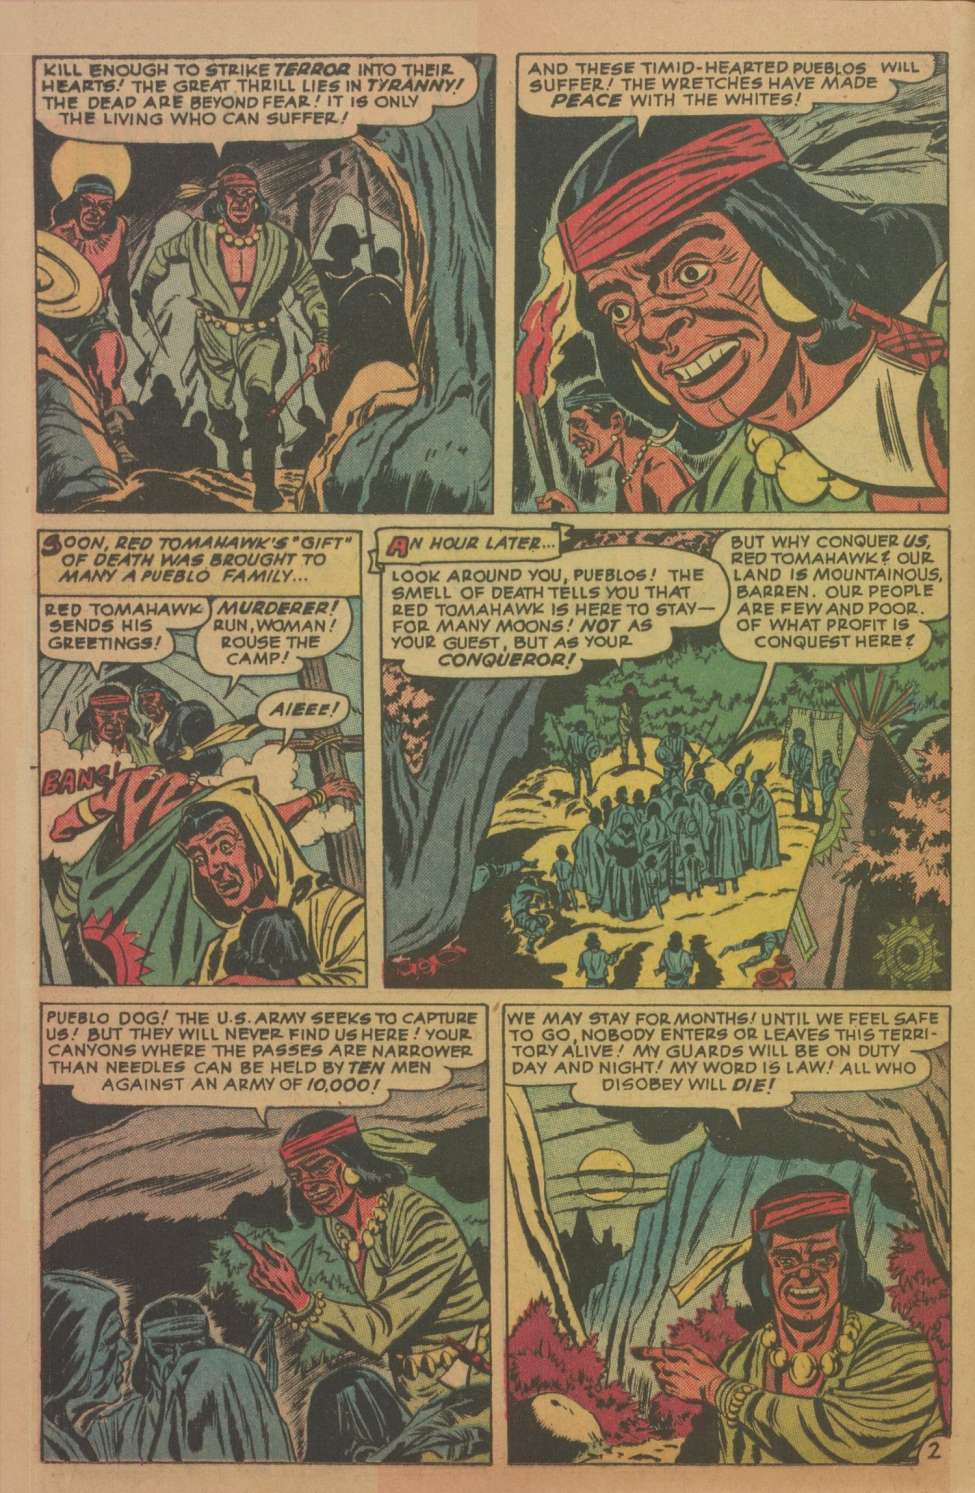 KILL ENOUGH TO STRIKE TERROR INTO THEIR
HEARTS! THE GREAT THRILL LIES IN TYRANNY!
THE DEAD ARE BEYOND FEAR! IT IS ONLY
THE LIVING WHO CAN SUFFER!
AND THESE TIMID-HEARTED PUEBLOS WILL
SUFFER! THE WRETCHES HAVE MADE
PEACE WITH THE WHITES!
SOON, RED TOMAHAWK'S "GIFT"
OF DEATH WAS BROUGHT TO
MANY A PUEBLO FAMILY...
RED TOMAHAWK
SENDS HIS
GREETINGS!
MURDERER!
RUN, WOMAN!
ROUSE THE
CAMP!
AIEEE!
BANG!
AN HOUR LATER...
LOOK AROUND YOU, PUEBLOS! THE
SMELL OF DEATH TELLS YOU THAT
RED TOMAHAWK IS HERE TO STAY—
FOR MANY MOONS! NOT AS
YOUR GUEST, BUT AS YOUR
CONQUEROR!
BUT WHY CONQUER US,
RED TOMAHAWK? OUR
LAND IS MOUNTAINOUS,
BARREN. OUR PEOPLE
ARE FEW AND POOR.
OF WHAT PROFIT IS
CONQUEST HERE?
PUEBLO DOG! THE U.S. ARMY SEEKS TO CAPTURE
US! BUT THEY WILL NEVER FIND US HERE! YOUR
CANYONS WHERE THE PASSES ARE NARROWER
THAN NEEDLES CAN BE HELD BY TEN MEN
AGAINST AN ARMY OF 10,000!
WE MAY STAY FOR MONTHS! UNTIL WE FEEL SAFE
TO GO, NOBODY ENTERS OR LEAVES THIS TERRI-
TORY ALIVE! MY GUARDS WILL BE ON DUTY
DAY AND NIGHT! MY WORD IS LAW! ALL WHO
DISOBEY WILL DIE!
2